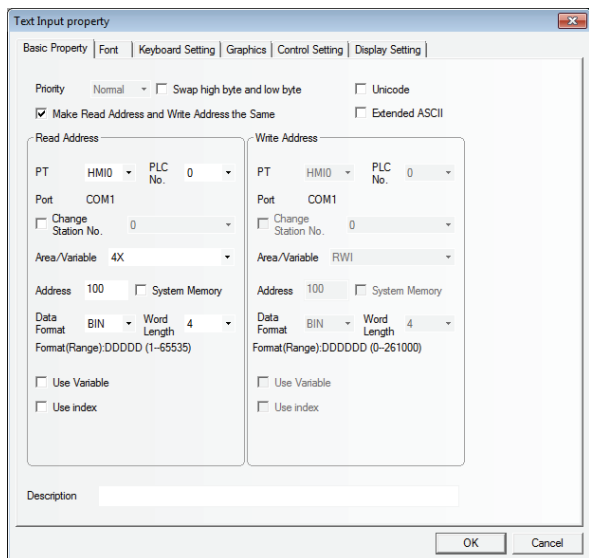 Text Input property
Basic Property Font Keyboard Setting Graphics Control Setting Display Setting
Priority Normal Swap high byte and low byte Unicode
Make Read Address and Write Address the Same Extended ASCII
Read Address Write Address
PT HMI0 PLC No. 0 PT HMI0 PLC No. 0
Port COM1 Port COM1
Change Station No. 0 Change Station No. 0
Area/Variable 4X Area/Variable RWI
Address 100 System Memory Address 100 System Memory
Data Format BIN Word Length 4 Data Format BIN Word Length 4
Format(Range):DDDDD (1--65535) Format(Range):DDDDDD (0--261000)
Use Variable Use Variable
Use index Use index
Description
OK Cancel